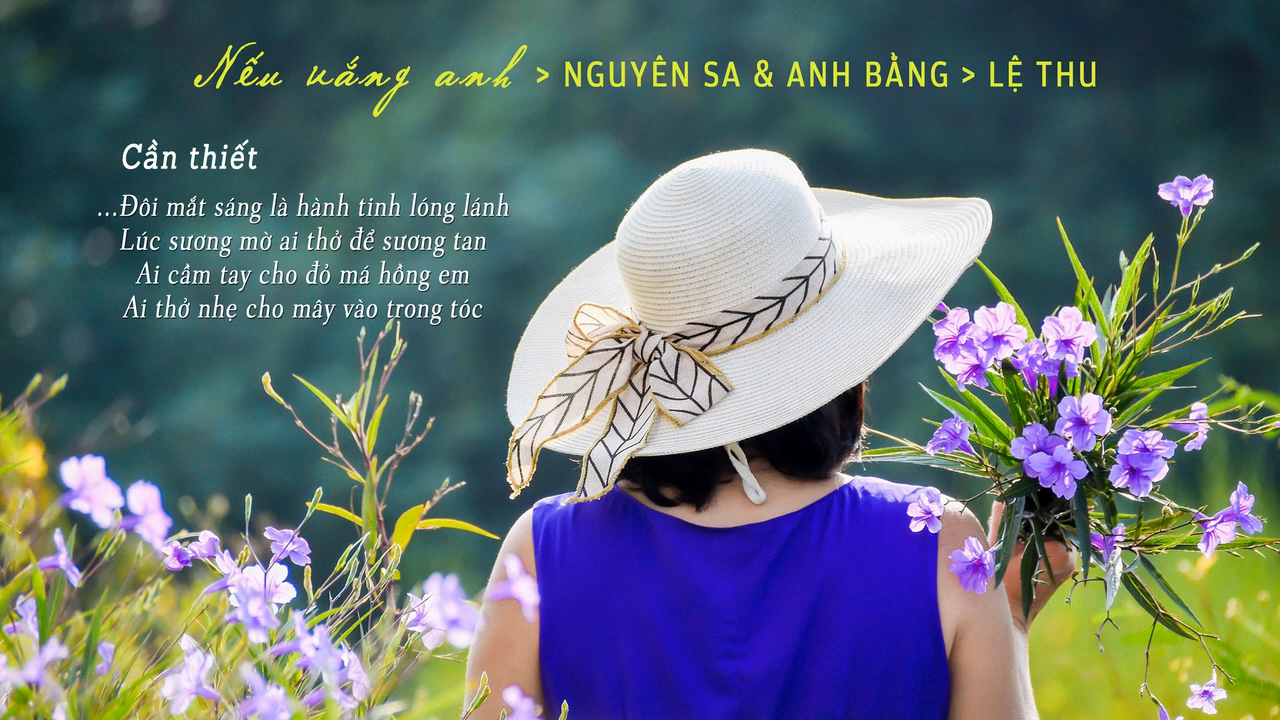 Nếu vắng anh > NGUYÊN SA & ANH BẰNG > LỆ THU
Cần thiết
...Đôi mắt sáng là hành tinh lóng lánh
Lúc sương mờ ai thở để sương tan
Ai cầm tay cho đỏ má hồng em
Ai thở nhẹ cho mây vào trong tóc